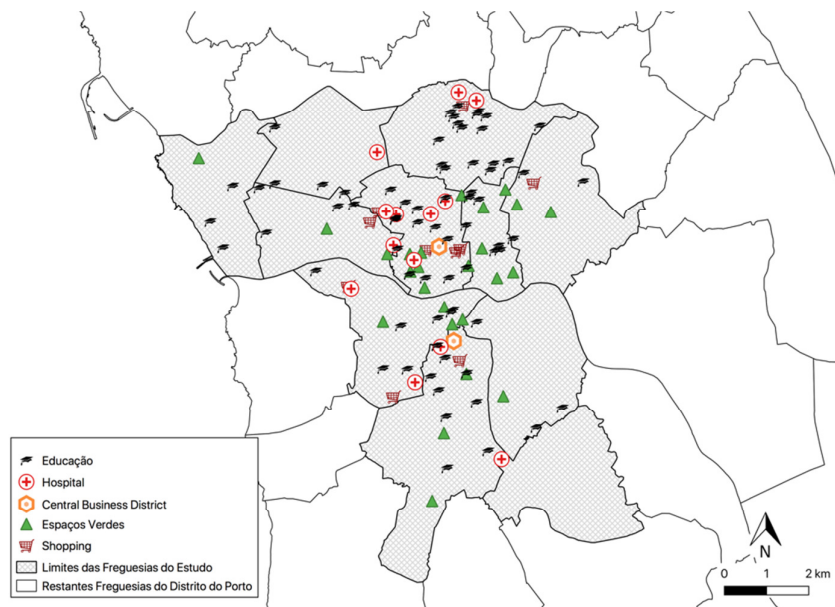 Educação
Hospital
Central Business District
Espaços Verdes
Shopping
Limites das Freguesias do Estudo
Restantes Freguesias do Distrito do Porto
N
0 1 2 km